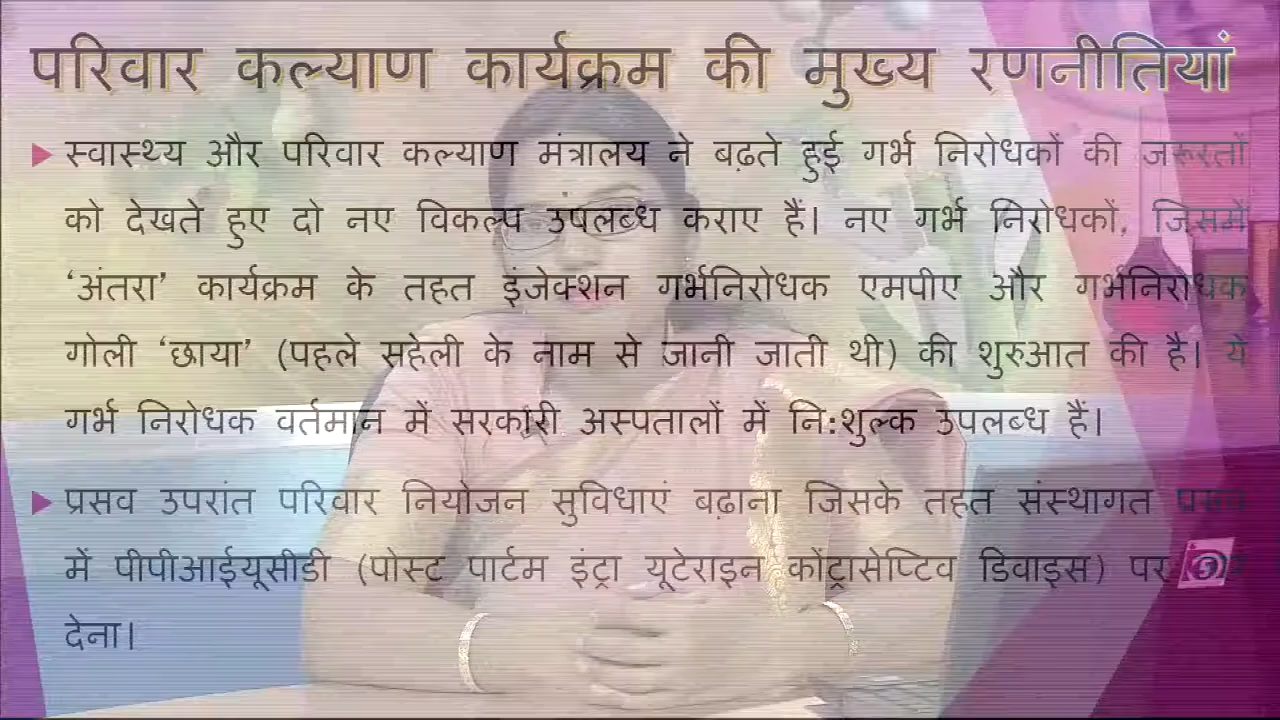 परिवार कल्याण कार्यक्रम की मुख्य रणनीतियां
स्वास्थ्य और परिवार कल्याण मंत्रालय ने बढ़ते हुई गर्भ निरोधकों की जरूरतों
को देखते हुए दो नए विकल्प उपलब्ध कराए हैं। नए गर्भ निरोधकों, जिसमें
‘अंतरा’ कार्यक्रम के तहत इंजेक्शन गर्भनिरोधक एमपीए और गर्भनिरोधक
गोली ‘छाया’ (पहले सहेली के नाम से जानी जाती थी) की शुरुआत की है। ये
गर्भ निरोधक वर्तमान में सरकारी अस्पतालों में नि:शुल्क उपलब्ध हैं।
प्रसव उपरांत परिवार नियोजन सुविधाएं बढ़ाना जिसके तहत संस्थागत प्रसव
में पीपीआईयूसीडी (पोस्ट पार्टम इंट्रा यूटेराइन कोंट्रासेप्टिव डिवाइस) पर
देना।